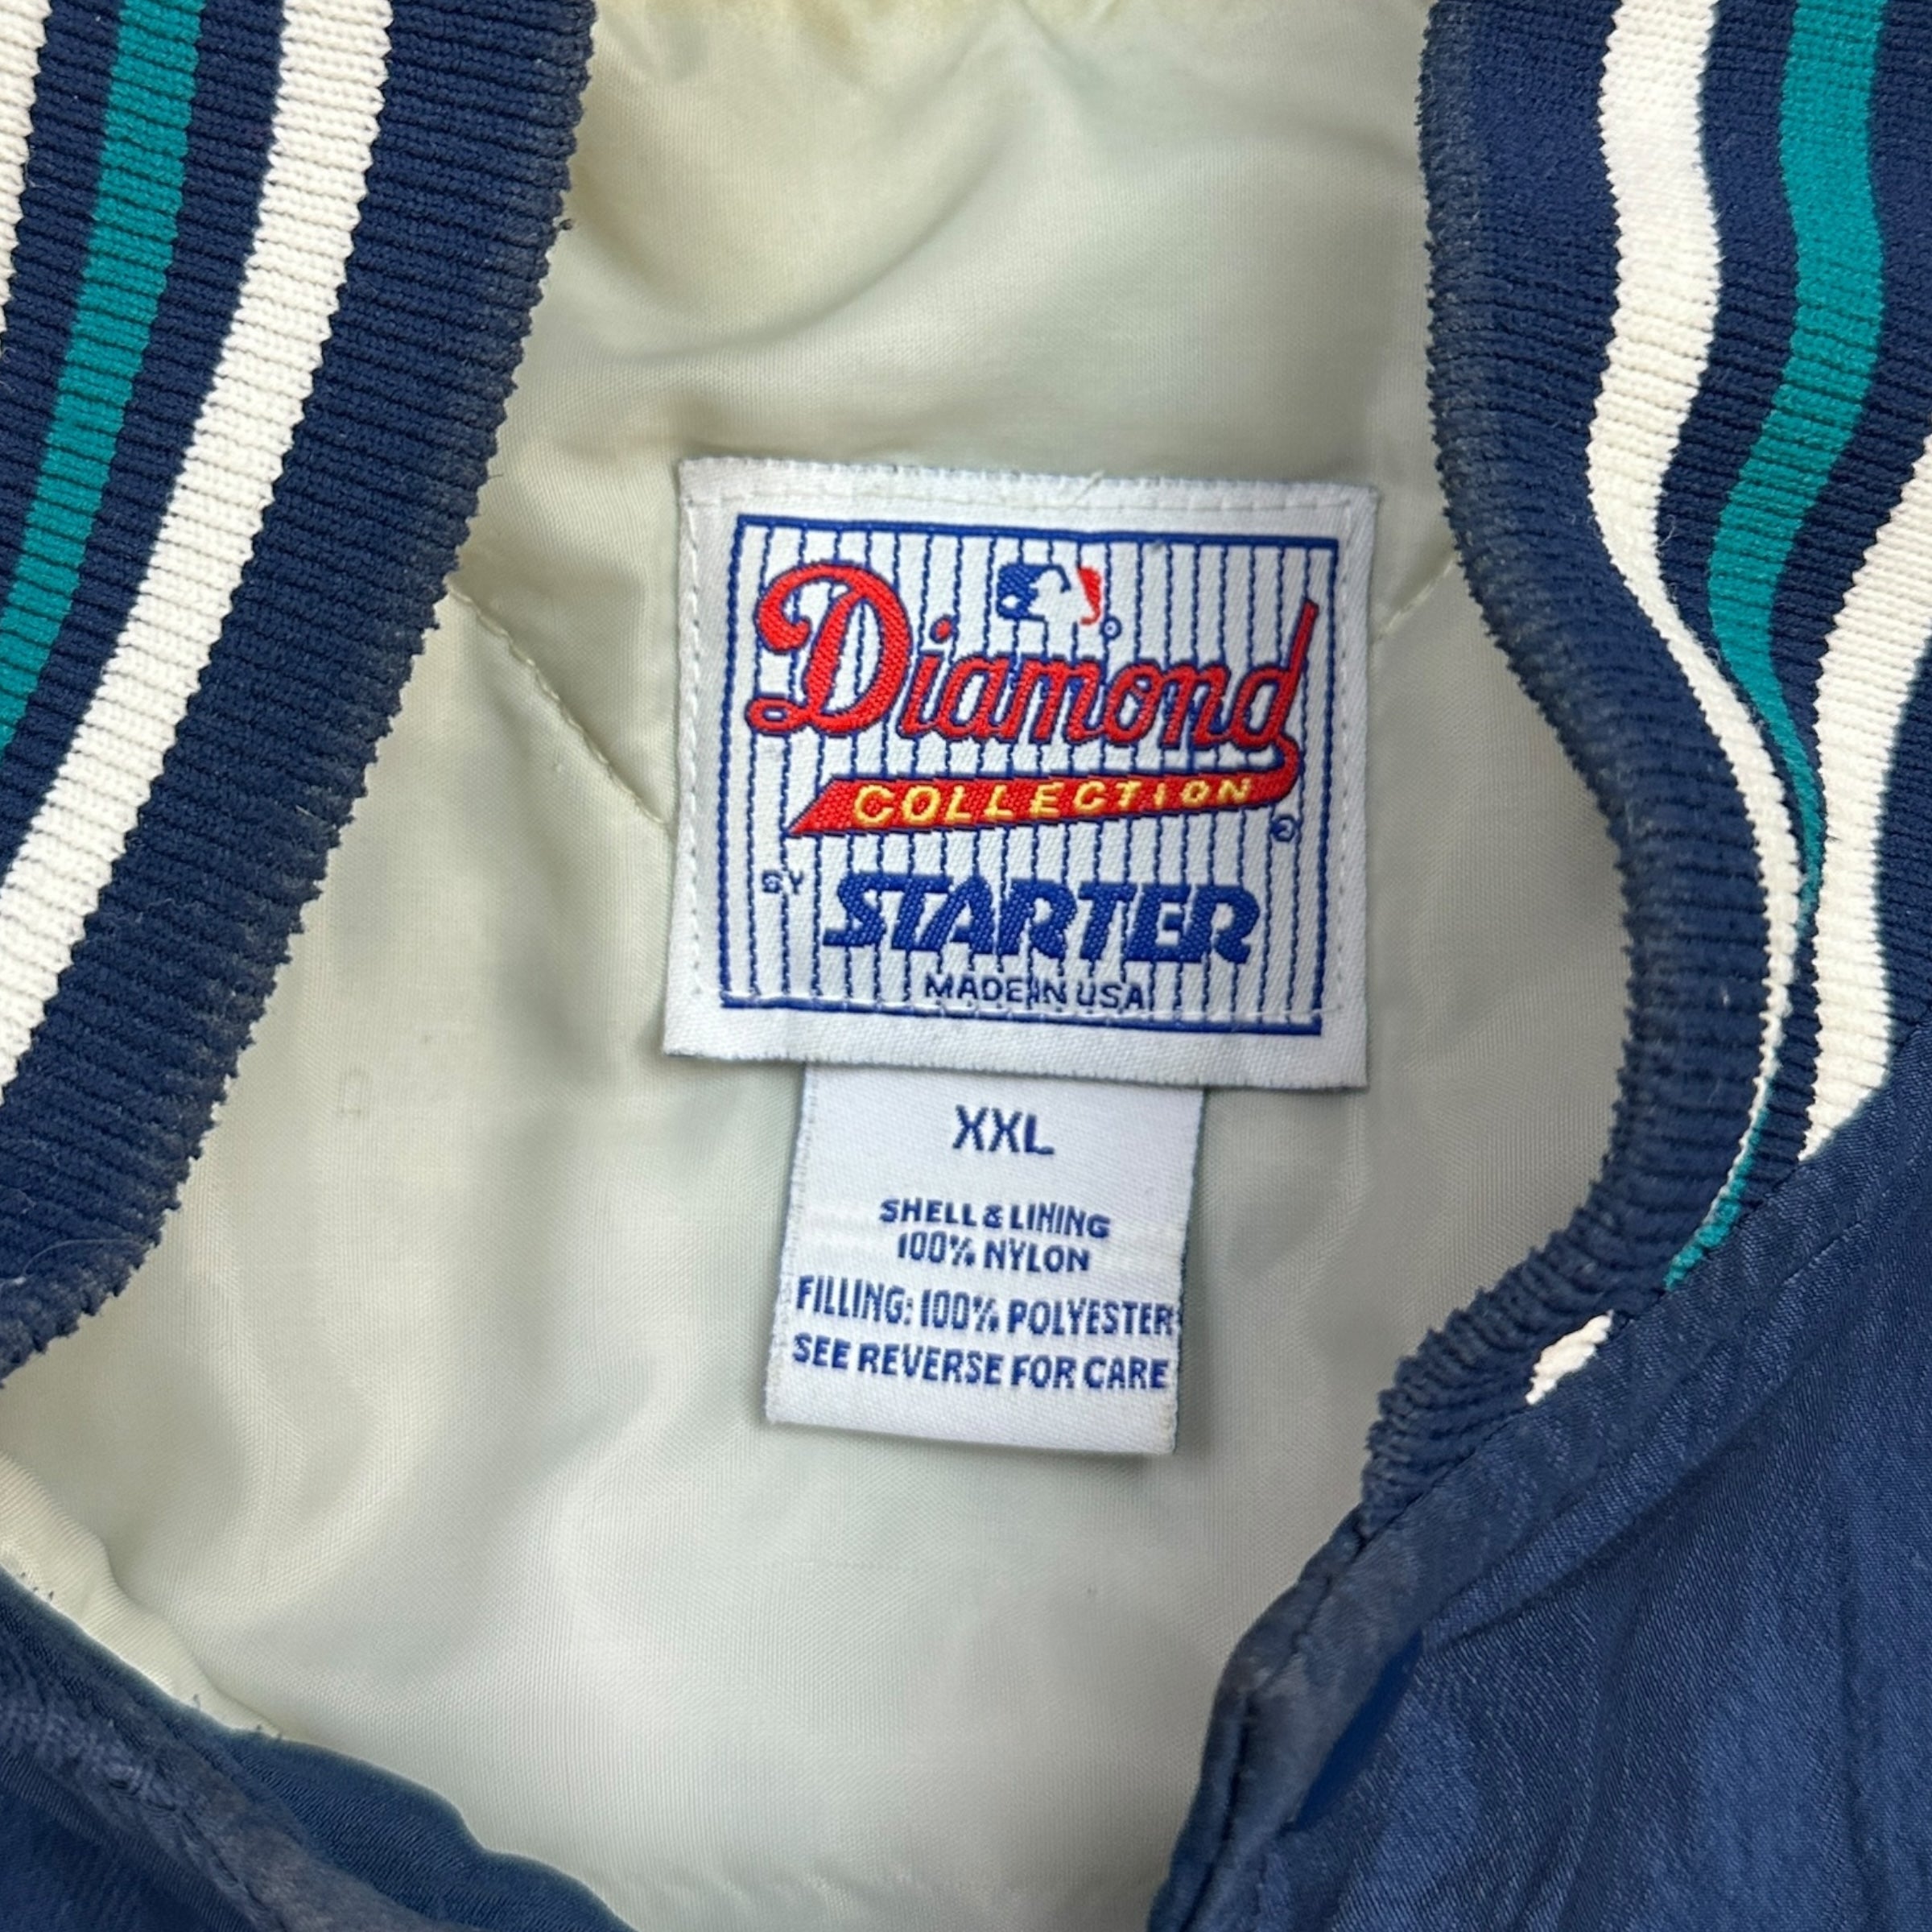 Diamond
COLLECTION
BY STARTER
MADE IN USA
XXL
SHELL & LINING
100% NYLON
FILLING: 100% POLYESTER
SEE REVERSE FOR CARE